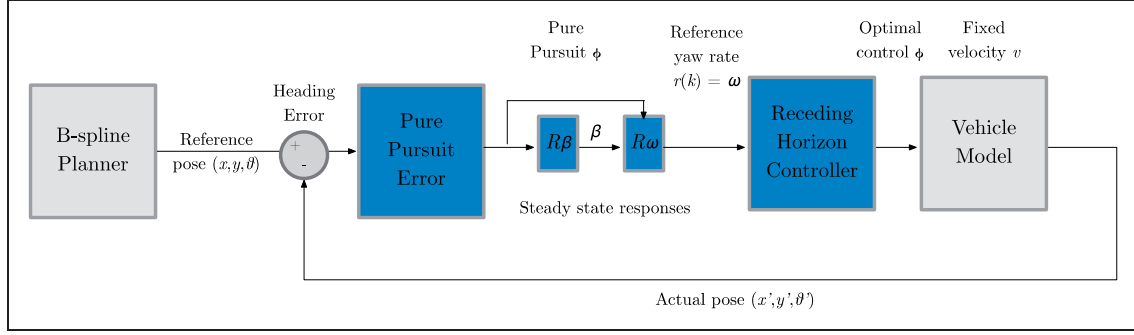 B-spline
Planner
Reference
pose (x,y,ϑ)
Heading
Error
+
-
Pure
Pursuit
Error
Pure
Pursuit ϕ
Rβ
β
Rω
Steady state responses
Reference
yaw rate
r(k) = ω
Receding
Horizon
Controller
Optimal
control ϕ
Fixed
velocity v
Vehicle
Model
Actual pose (x',y',ϑ')